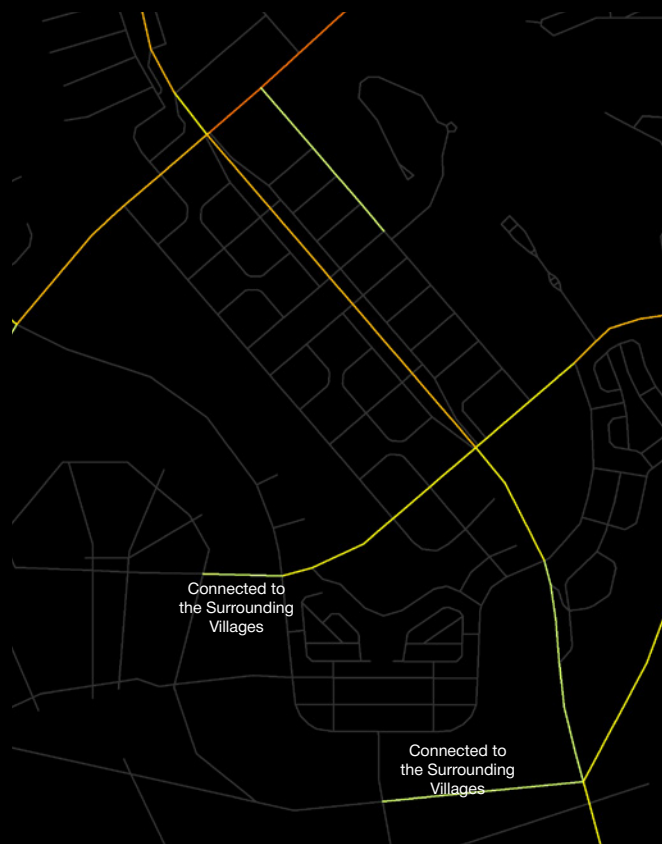 Connected to
the Surrounding
Villages
Connected to
the Surrounding
Villages